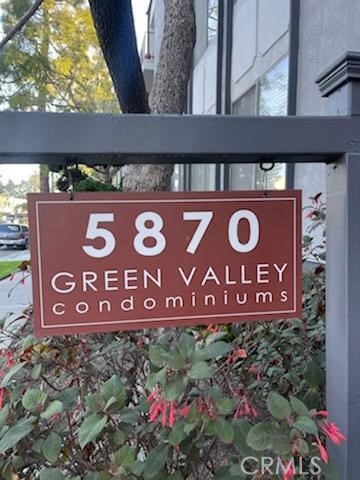 5870
GREEN VALLEY
condominiums
CRMLS